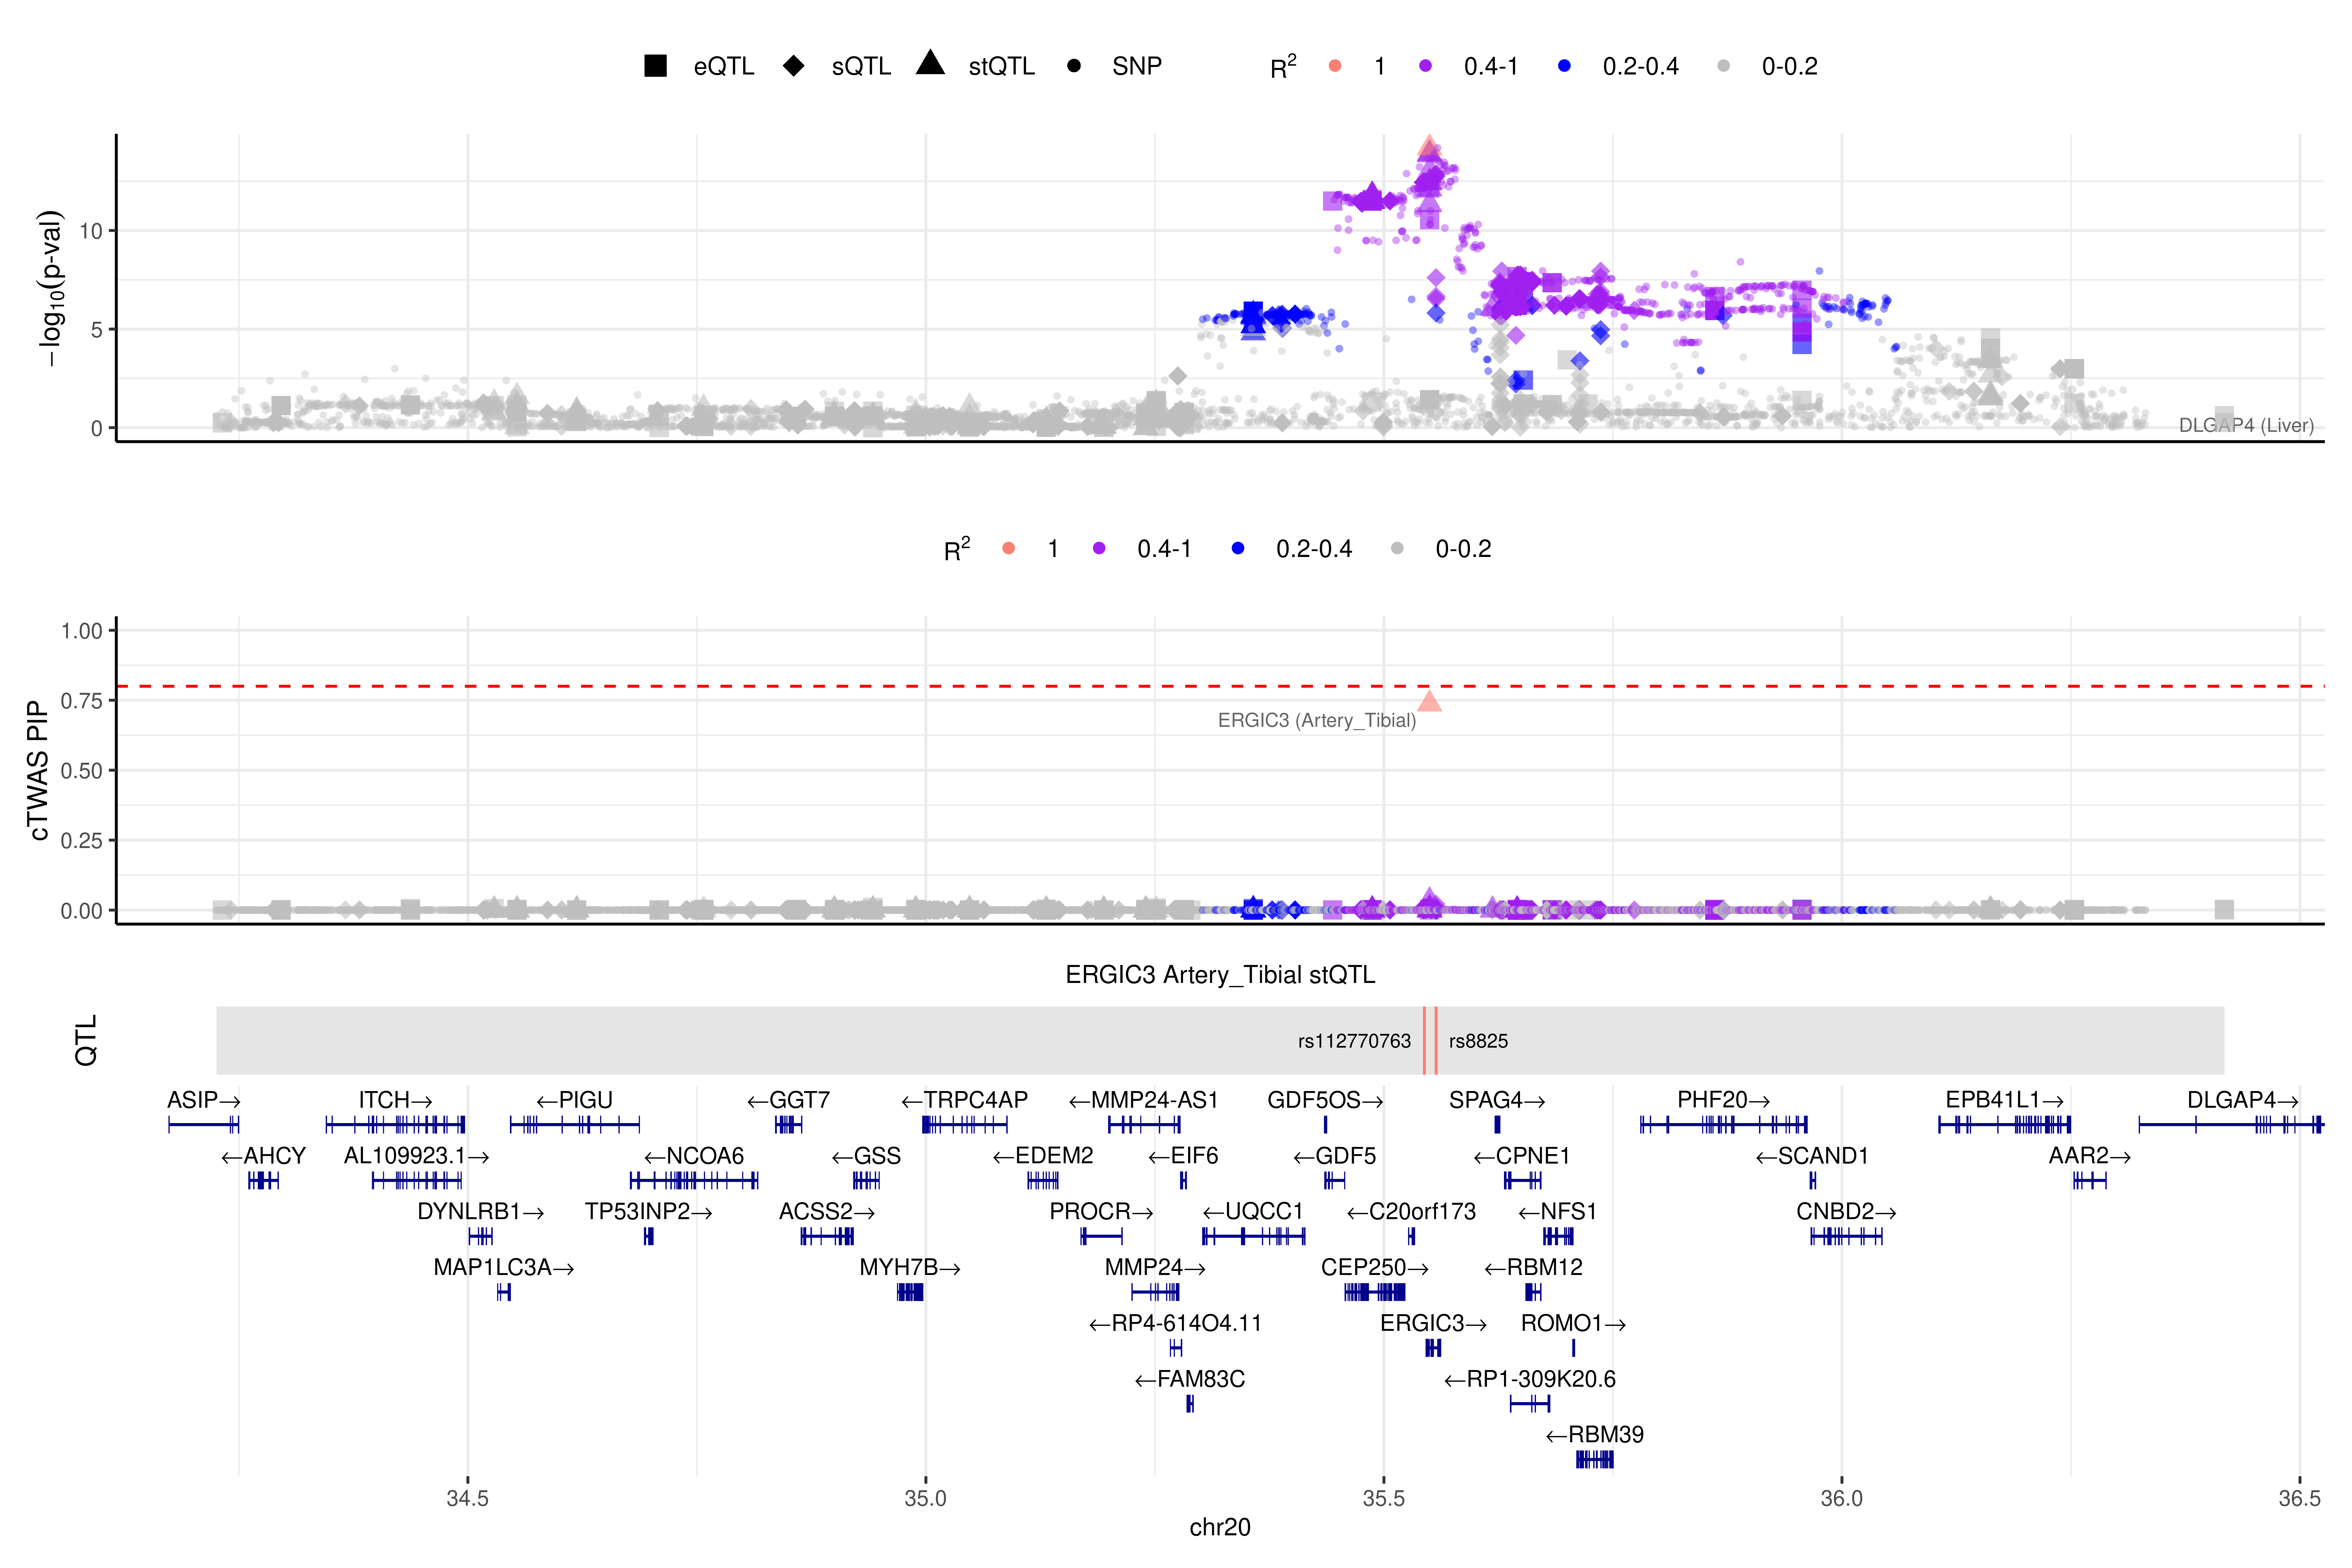 eQTL sQTL stQTL SNP R² 1 0.4-1 0.2-0.4 0-0.2
−log₁₀(p-val)
10
5
0
DLGAP4 (Liver)
R² 1 0.4-1 0.2-0.4 0-0.2
cTWAS PIP
1.00
0.75
0.50
0.25
0.00
ERGIC3 (Artery_Tibial)
ERGIC3 Artery_Tibial stQTL
QTL
rs112770763 rs8825
ASIP→ ITCH→ ←PIGU ←GGT7 ←TRPC4AP ←MMP24-AS1 GDF5OS→ SPAG4→ PHF20→ EPB41L1→ DLGAP4→
←AHCY AL109923.1→ ←NCOA6 ←GSS ←EDEM2 ←EIF6 ←GDF5 ←CPNE1 ←SCAND1 AAR2→
DYNLRB1→ TP53INP2→ ACSS2→ PROCR→ ←UQCC1 ←C20orf173 ←NFS1 CNBD2→
MAP1LC3A→ MYH7B→ MMP24→ CEP250→ ←RBM12
←RP4-614O4.11 ERGIC3→ ROMO1→
←FAM83C ←RP1-309K20.6
←RBM39
34.5 35.0 35.5 36.0 36.5
chr20